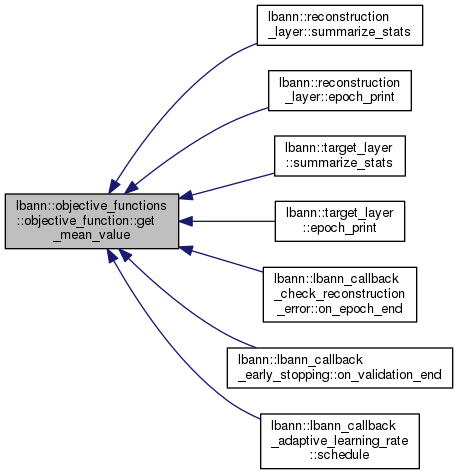 lbann::reconstruction
_layer::summarize_stats
lbann::reconstruction
_layer::epoch_print
lbann::target_layer
::summarize_stats
lbann::objective_functions
::objective_function::get
_mean_value
lbann::target_layer
::epoch_print
lbann::lbann_callback
_check_reconstruction
_error::on_epoch_end
lbann::lbann_callback
_early_stopping::on_validation_end
lbann::lbann_callback
_adaptive_learning_rate
::schedule